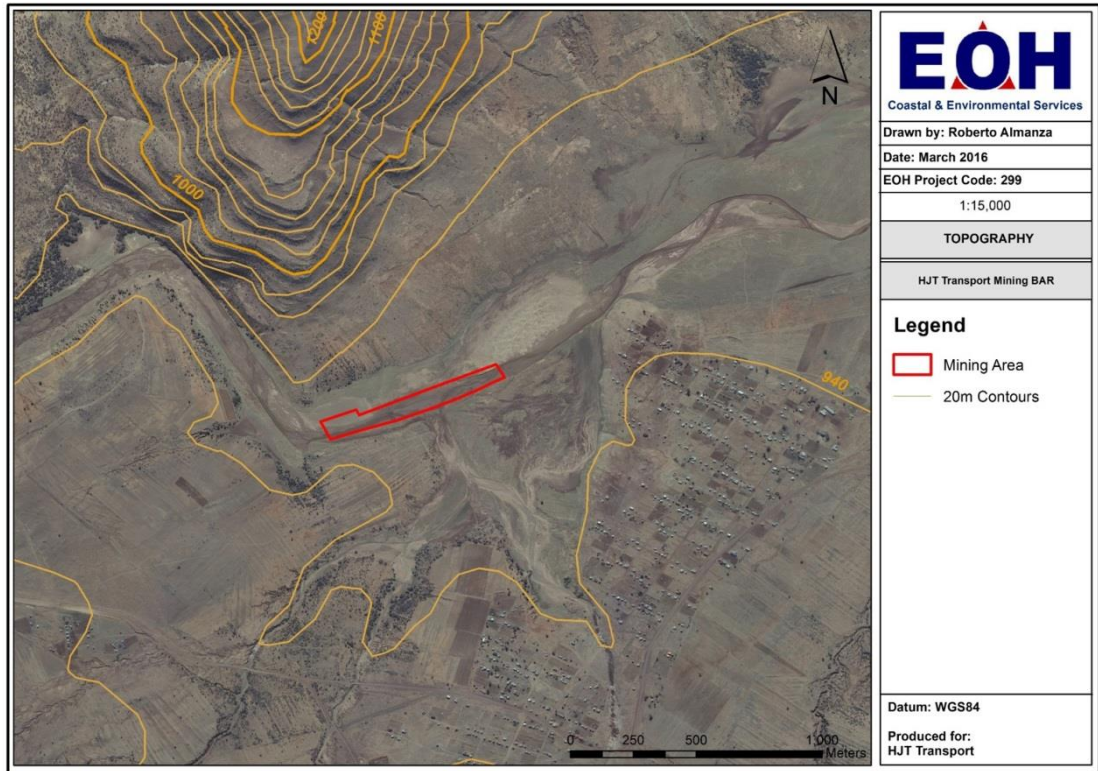 1200
1100
1000
940
N
0 250 500 1,000
Meters
EOH
Coastal & Environmental Services
Drawn by: Roberto Almanza
Date: March 2016
EOH Project Code: 299
1:15,000
TOPOGRAPHY
HJT Transport Mining BAR
Legend
Mining Area
20m Contours
Datum: WGS84
Produced for:
HJT Transport